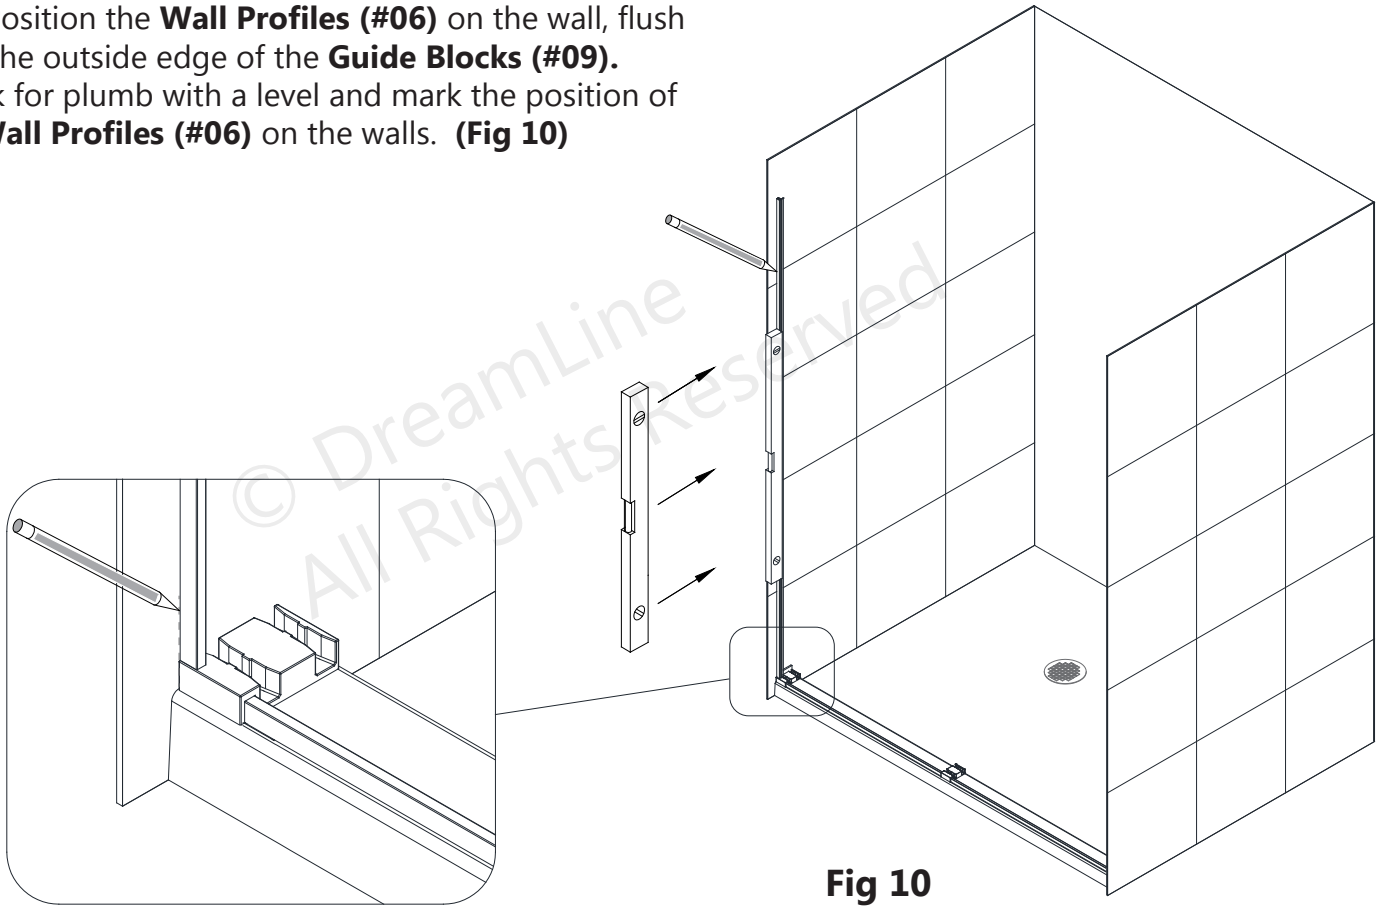 osition the Wall Profiles (#06) on the wall, flush
he outside edge of the Guide Blocks (#09).
k for plumb with a level and mark the position of
Wall Profiles (#06) on the walls. (Fig 10)
© DreamLine
All Rights Reserved
Fig 10